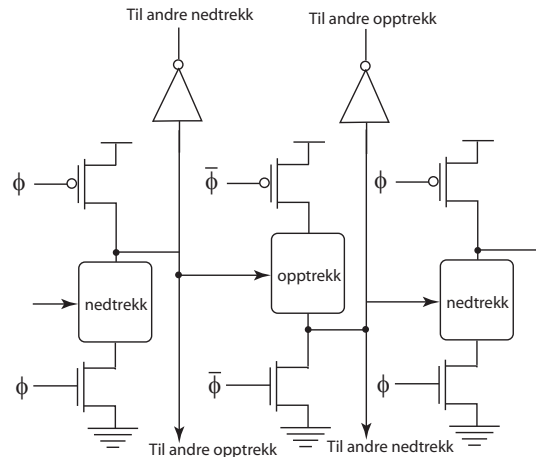 Til andre nedtrekk
Til andre opptrekk
ϕ
ϕ̅
ϕ
nedtrekk
opptrekk
nedtrekk
ϕ
ϕ̅
ϕ
Til andre opptrekk
Til andre nedtrekk